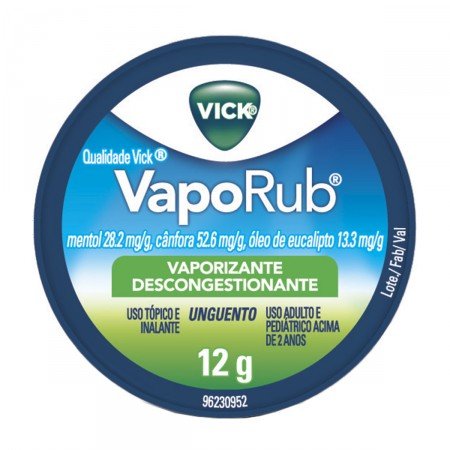 VICK®
Qualidade Vick®
VapoRub®
mentol 28.2 mg/g, cânfora 52.6 mg/g, óleo de eucalipto 13.3 mg/g
VAPORIZANTE
DESCONGESTIONANTE
USO TÓPICO E
INALANTE
UNGUENTO
USO ADULTO E
PEDIÁTRICO ACIMA
DE 2 ANOS
12 g
96230952
Lote./ Fab/ Val